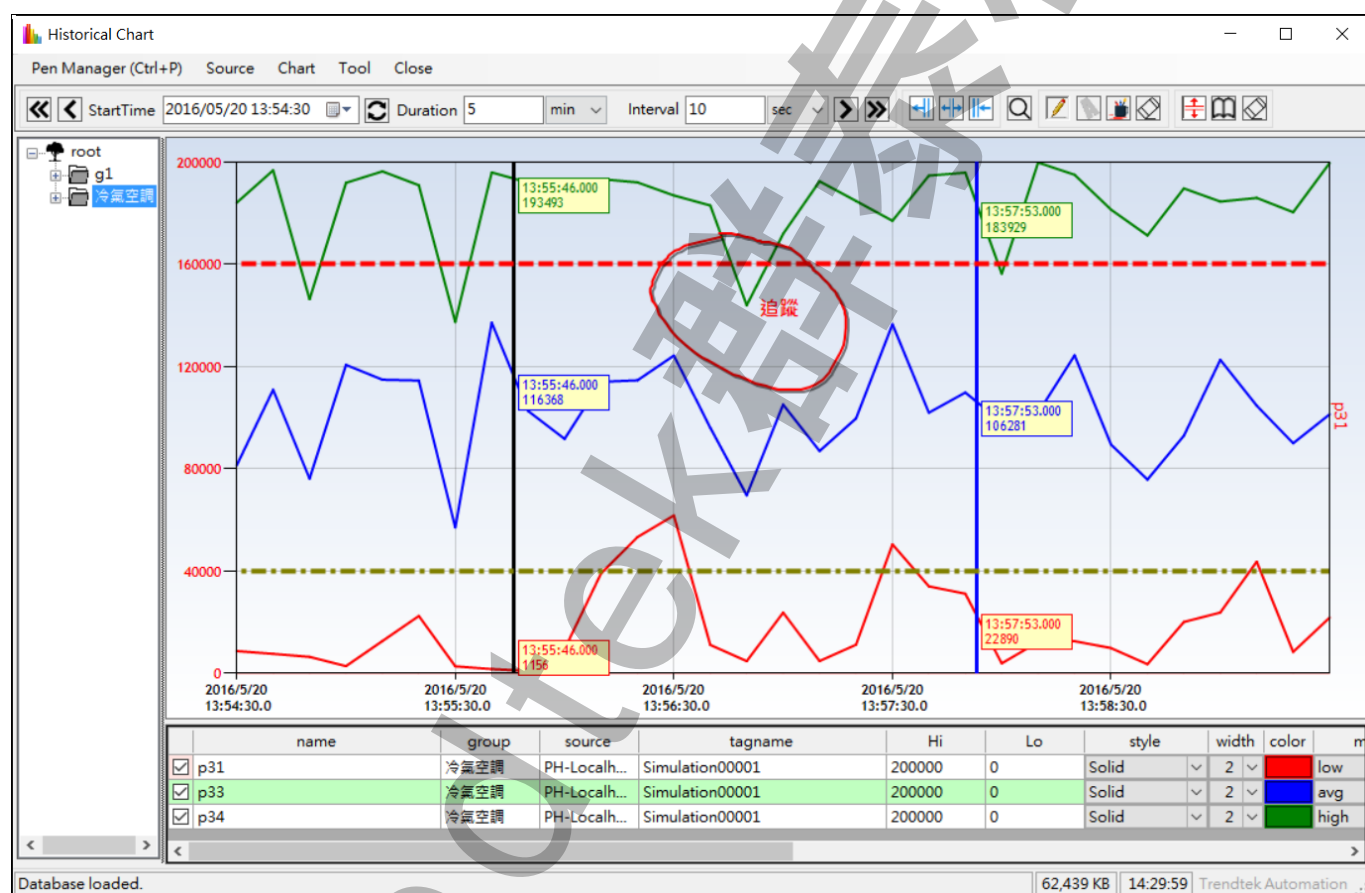 Historical Chart
Pen Manager (Ctrl+P) Source Chart Tool Close
StartTime 2016/05/20 13:54:30 Duration 5 min Interval 10 sec
root
g1
冷氣空調
200000
160000
120000
80000
40000
0
13:55:46.000
193493
13:57:53.000
183929
追蹤
13:55:46.000
116368
13:57:53.000
106281
p31
13:55:46.000
1156
13:57:53.000
22890
2016/5/20 2016/5/20 2016/5/20 2016/5/20 2016/5/20
13:54:30.0 13:55:30.0 13:56:30.0 13:57:30.0 13:58:30.0
name group source tagname Hi Lo style width color m
p31 冷氣空調 PH-Localh... Simulation00001 200000 0 Solid 2 low
p33 冷氣空調 PH-Localh... Simulation00001 200000 0 Solid 2 avg
p34 冷氣空調 PH-Localh... Simulation00001 200000 0 Solid 2 high
Database loaded. 62,439 KB 14:29:59 Trendtek Automation